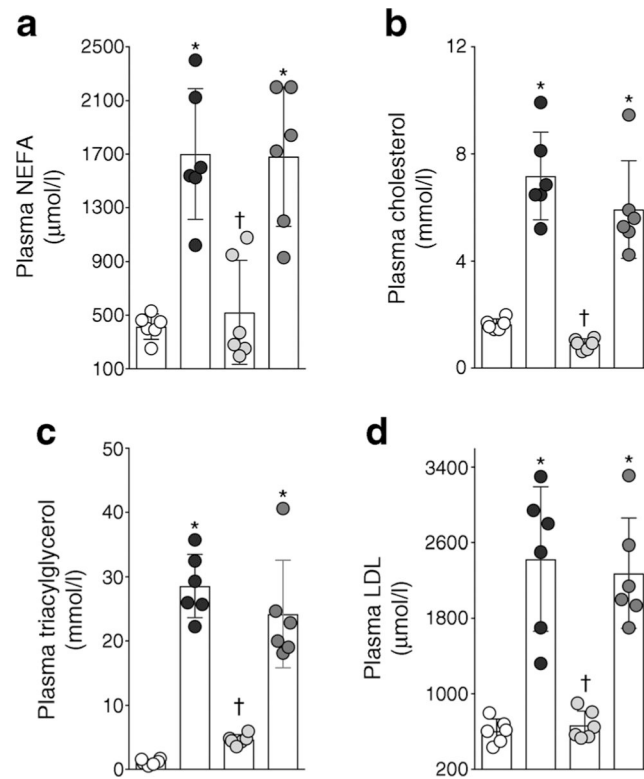 a
Plasma NEFA
(μmol/l)
2500
2100
1700
1300
900
500
100
*
†
*
b
Plasma cholesterol
(mmol/l)
12
8
4
0
*
†
*
c
Plasma triacylglycerol
(mmol/l)
50
40
30
20
10
0
*
†
*
d
Plasma LDL
(μmol/l)
3400
2600
1800
1000
200
*
†
*